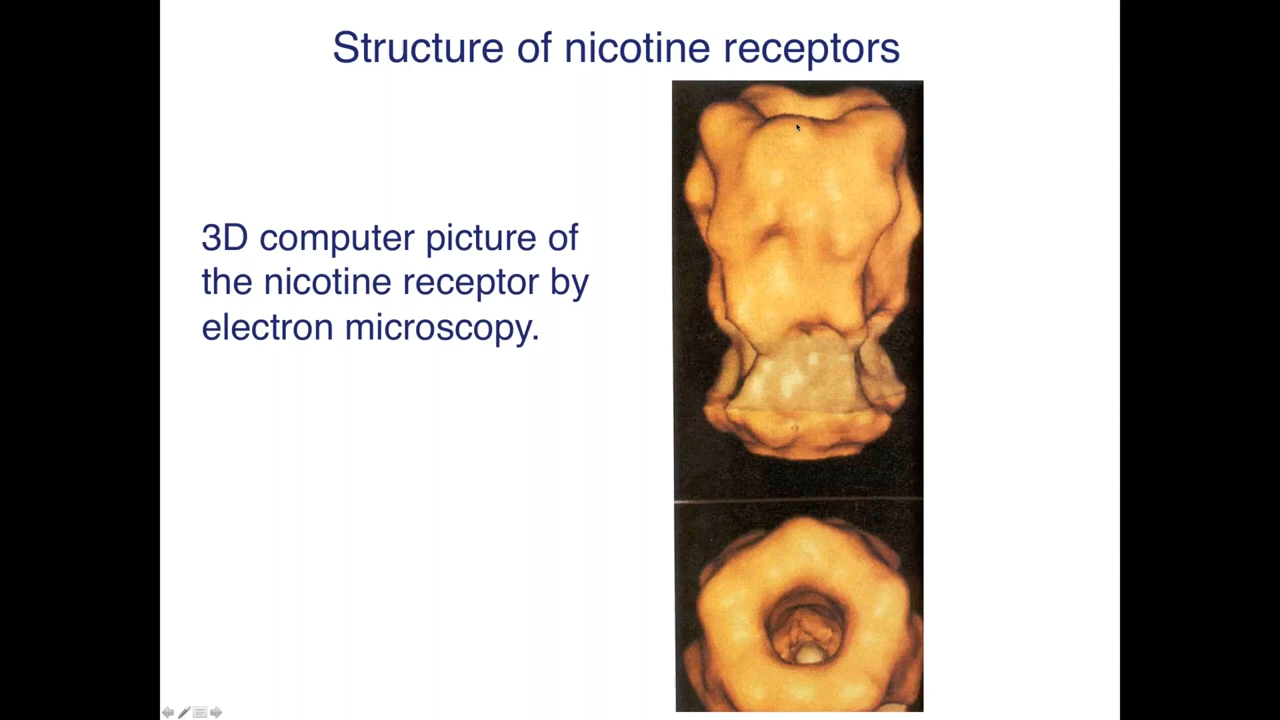 Structure of nicotine receptors
3D computer picture of
the nicotine receptor by
electron microscopy.